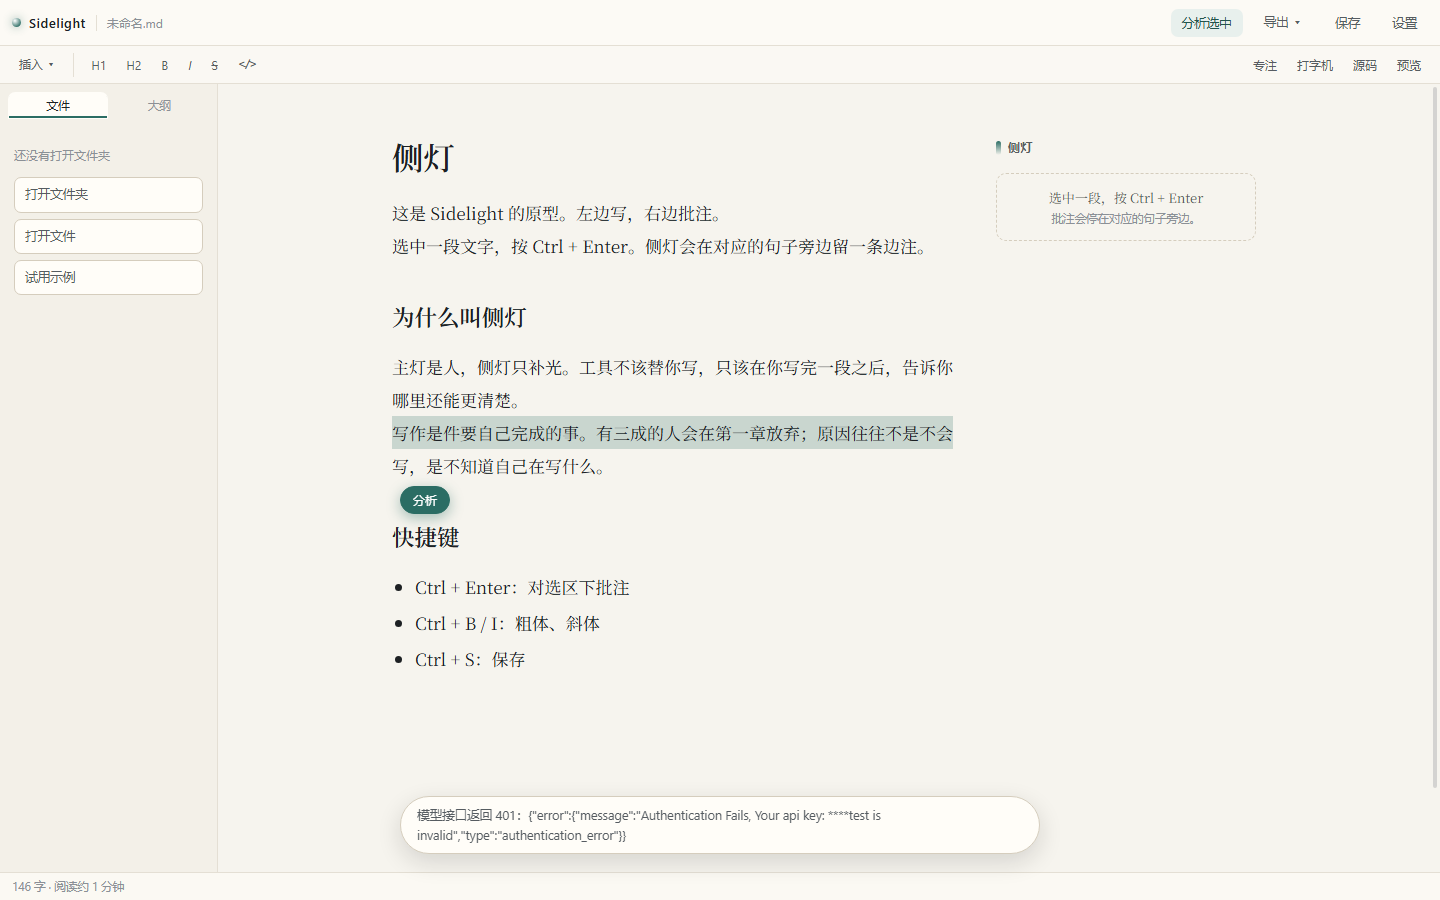 Sidelight 未命名.md 分析选中 导出 保存 设置
插入 H1 H2 B I S </> 专注 打字机 源码 预览
文件 大纲
还没有打开文件夹
打开文件夹
打开文件
试用示例
侧灯
这是 Sidelight 的原型。左边写，右边批注。
选中一段文字，按 Ctrl + Enter。侧灯会在对应的句子旁边留一条边注。
为什么叫侧灯
主灯是人，侧灯只补光。工具不该替你写，只该在你写完一段之后，告诉你
哪里还能更清楚。
写作是件要自己完成的事。有三成的人会在第一章放弃；原因往往不是不会
写，是不知道自己在写什么。
分析
快捷键
Ctrl + Enter：对选区下批注
Ctrl + B / I：粗体、斜体
Ctrl + S：保存
侧灯
选中一段，按 Ctrl + Enter
批注会停在对应的句子旁边。
模型接口返回 401：{"error":{"message":"Authentication Fails, Your api key: ****test is
invalid","type":"authentication_error"}}
146 字 · 阅读约 1 分钟